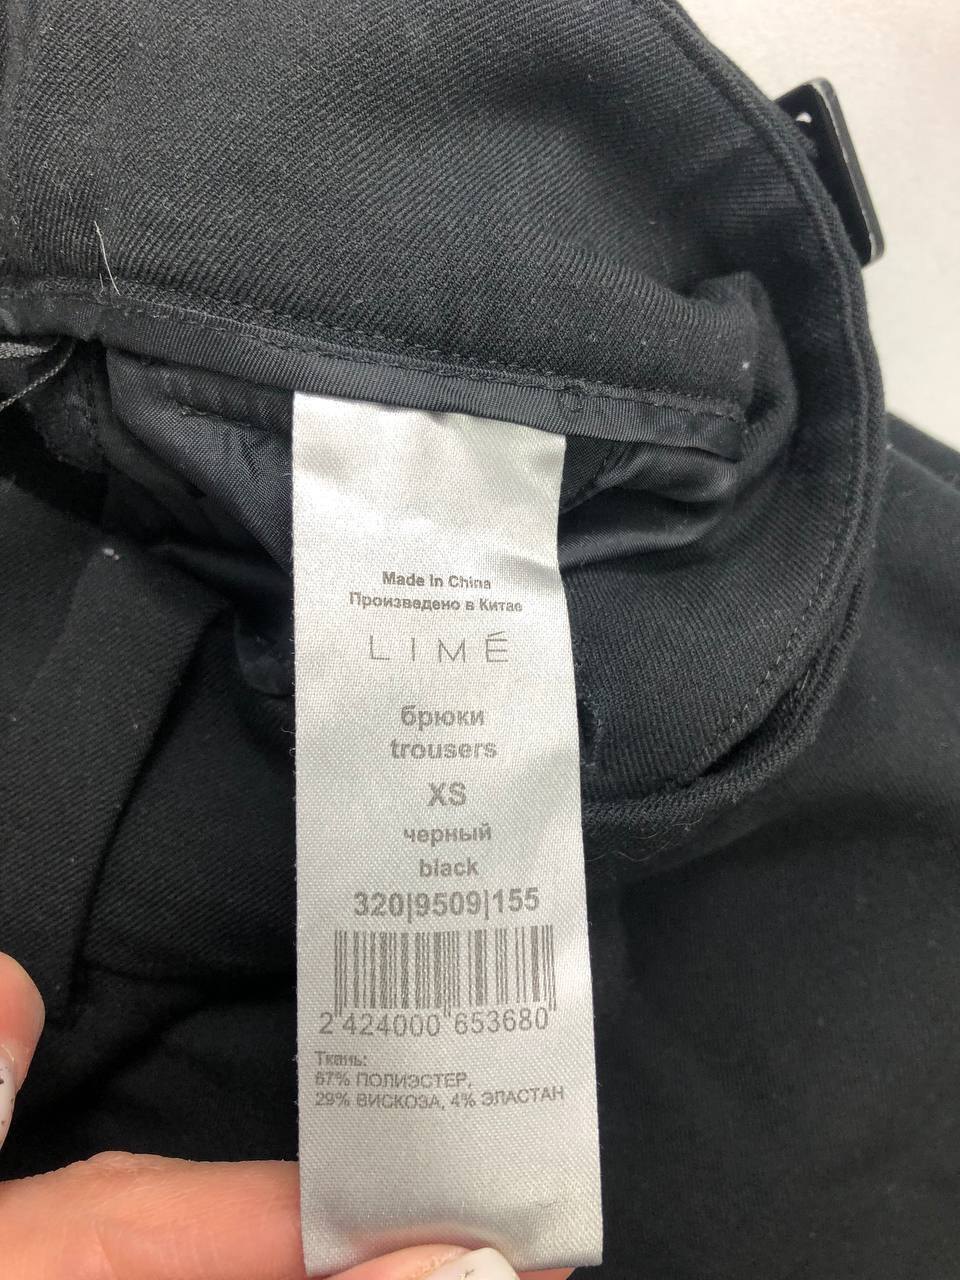 Made In China
Произведено в Китае
LIMÉ
брюки
trousers
XS
черный
black
320|9509|155
2 424000 653680
Ткань:
67% ПОЛИЭСТЕР,
29% ВИСКОЗА, 4% ЭЛАСТАН